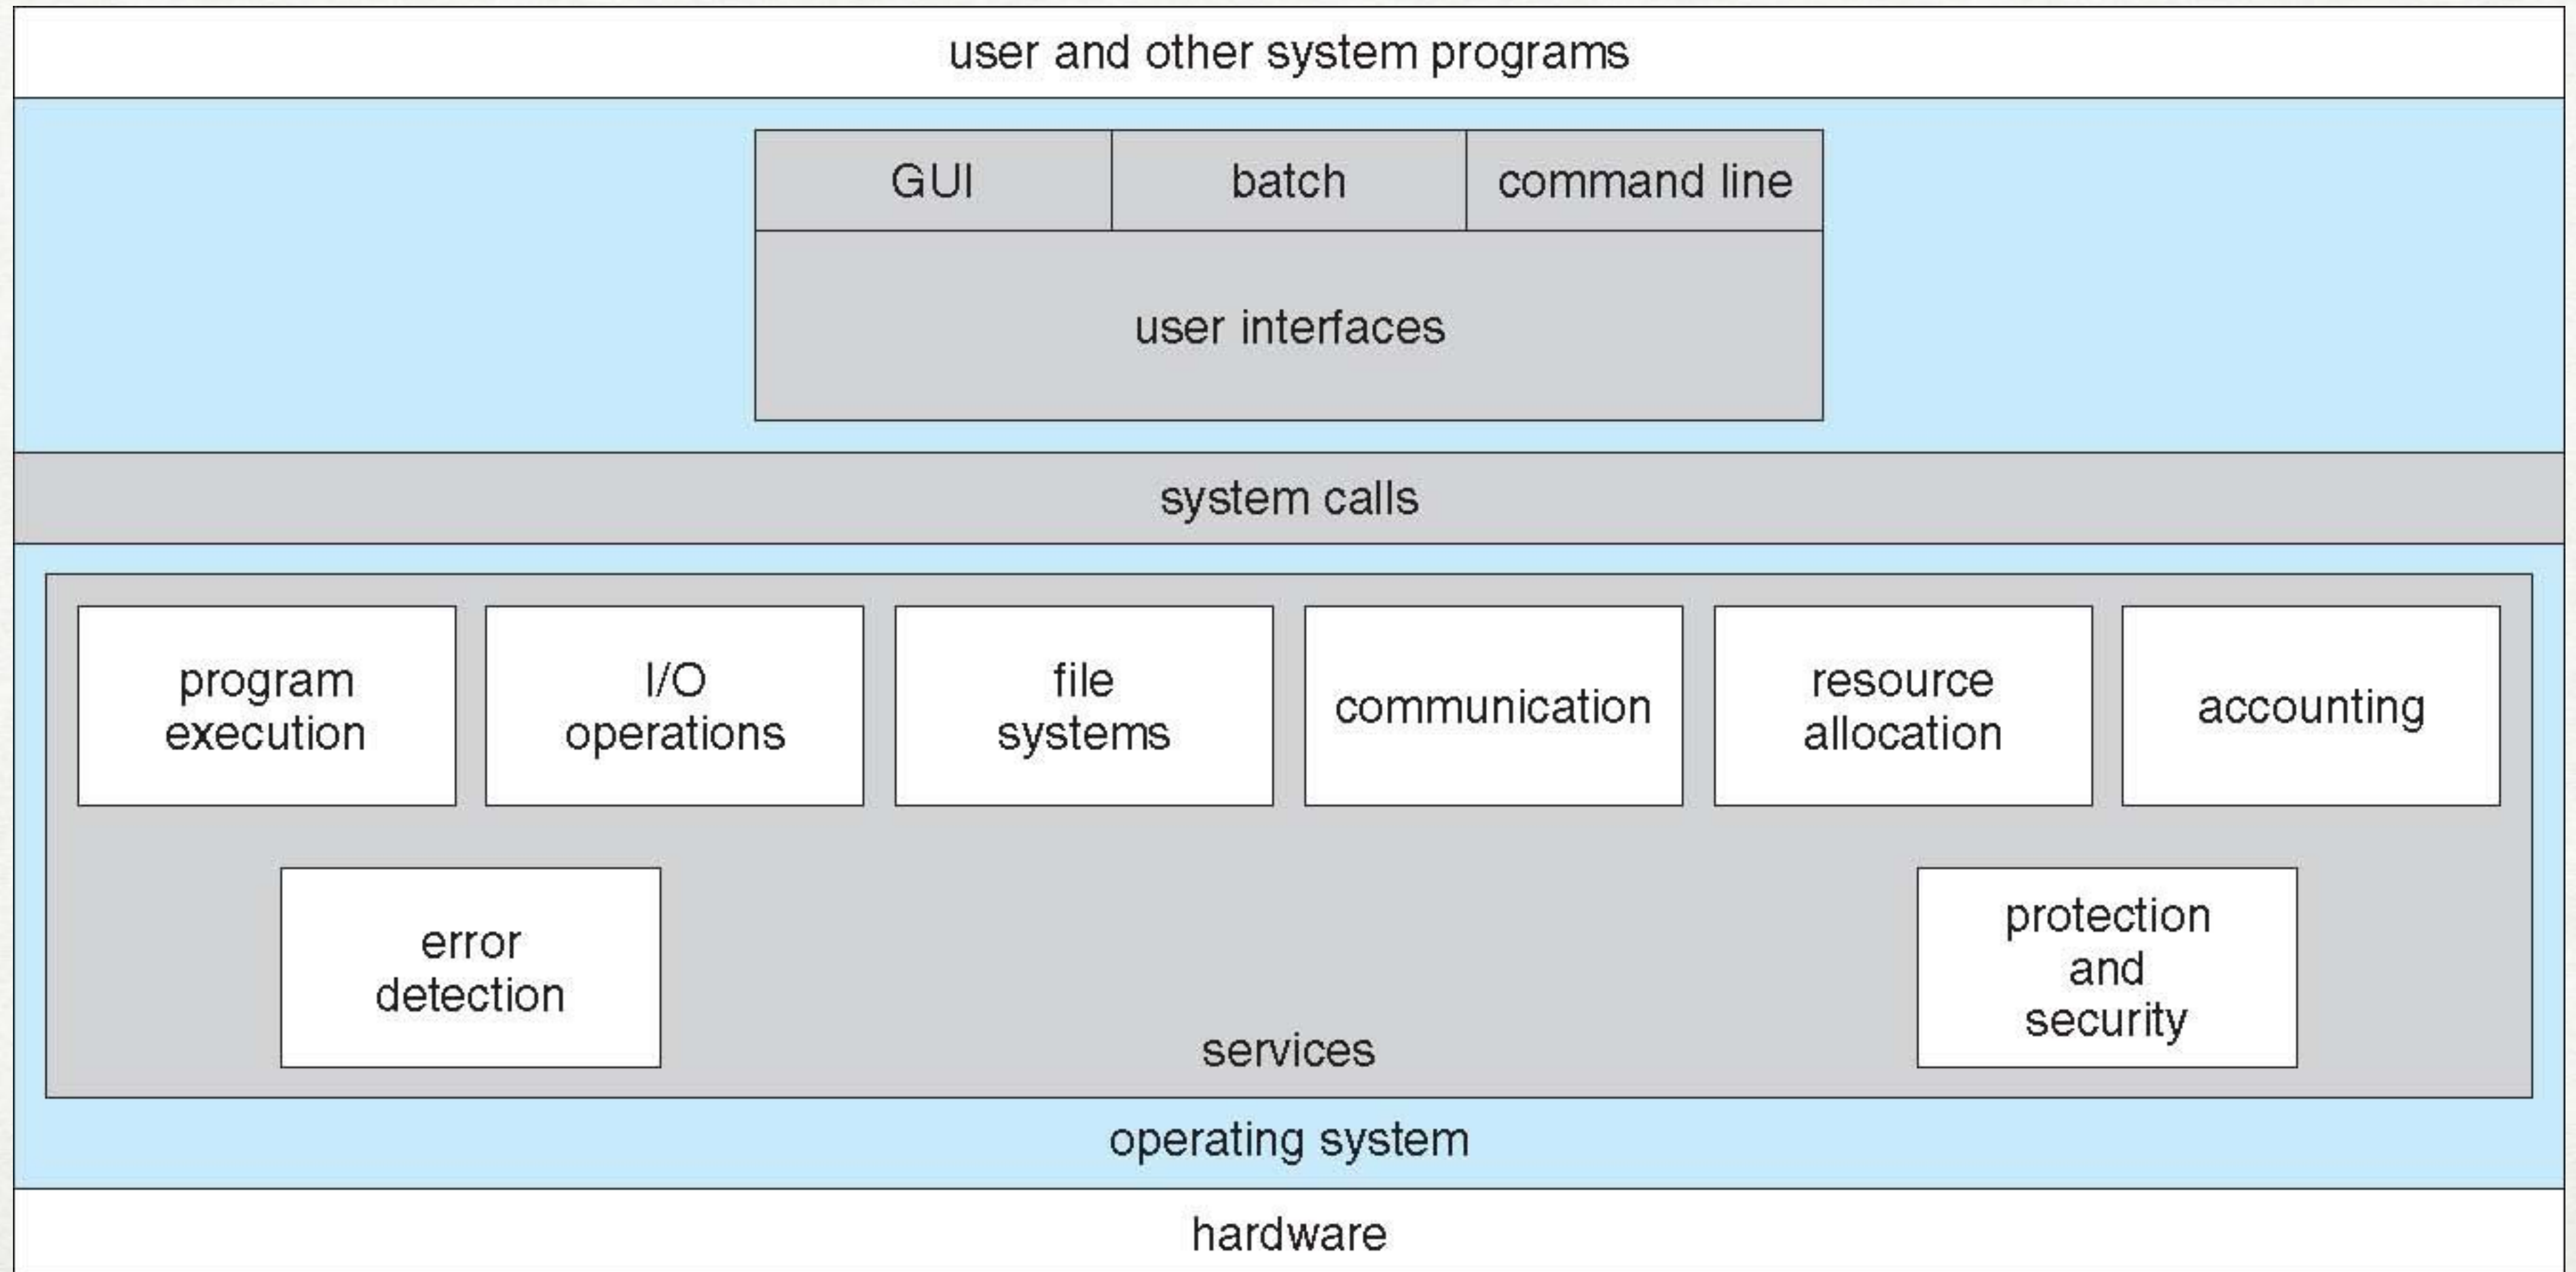 user and other system programs
GUI
batch
command line
user interfaces
system calls
program
execution
I/O
operations
file
systems
communication
resource
allocation
accounting
error
detection
protection
and
security
services
operating system
hardware